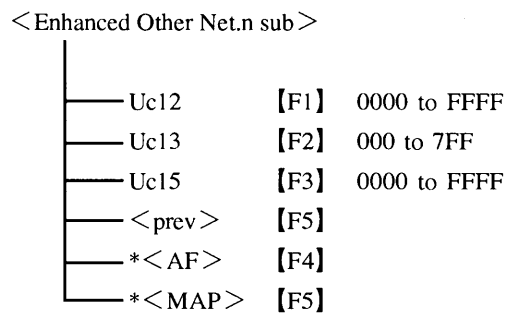 ＜Enhanced Other Net.n sub＞
Uc12 【F1】 0000 to FFFF
Uc13 【F2】 000 to 7FF
Uc15 【F3】 0000 to FFFF
＜prev＞ 【F5】
*＜AF＞ 【F4】
*＜MAP＞ 【F5】